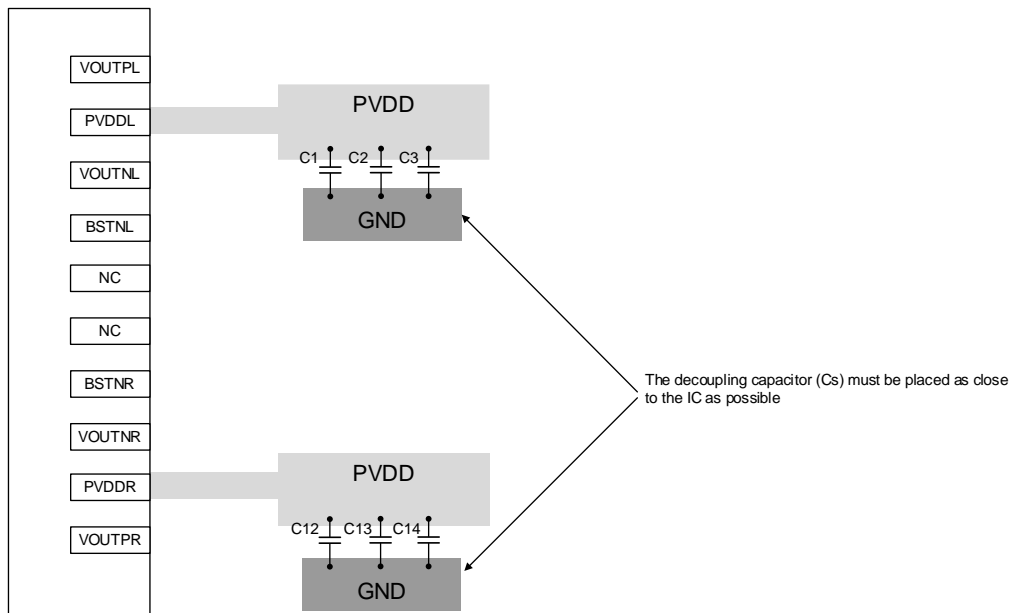 VOUTPL
PVDDL
VOUTNL
BSTNL
NC
NC
BSTNR
VOUTNR
PVDDR
VOUTPR
PVDD
C1 C2 C3
GND
The decoupling capacitor (Cs) must be placed as close
to the IC as possible
PVDD
C12 C13 C14
GND